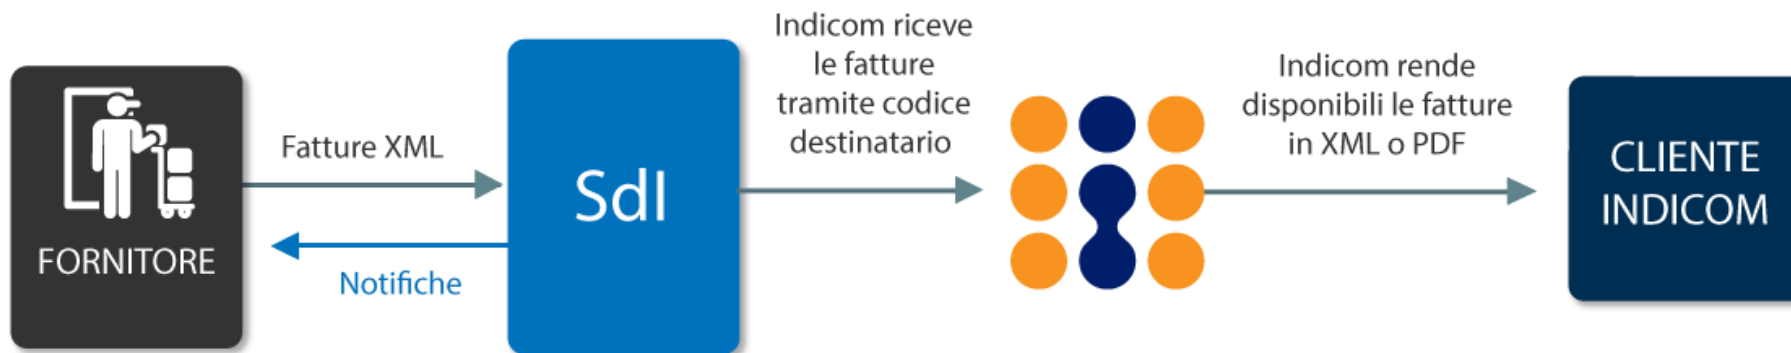 FORNITORE
Fatture XML
Notifiche
SdI
Indicom riceve
le fatture
tramite codice
destinatario
Indicom rende
disponibili le fatture
in XML o PDF
CLIENTE
INDICOM